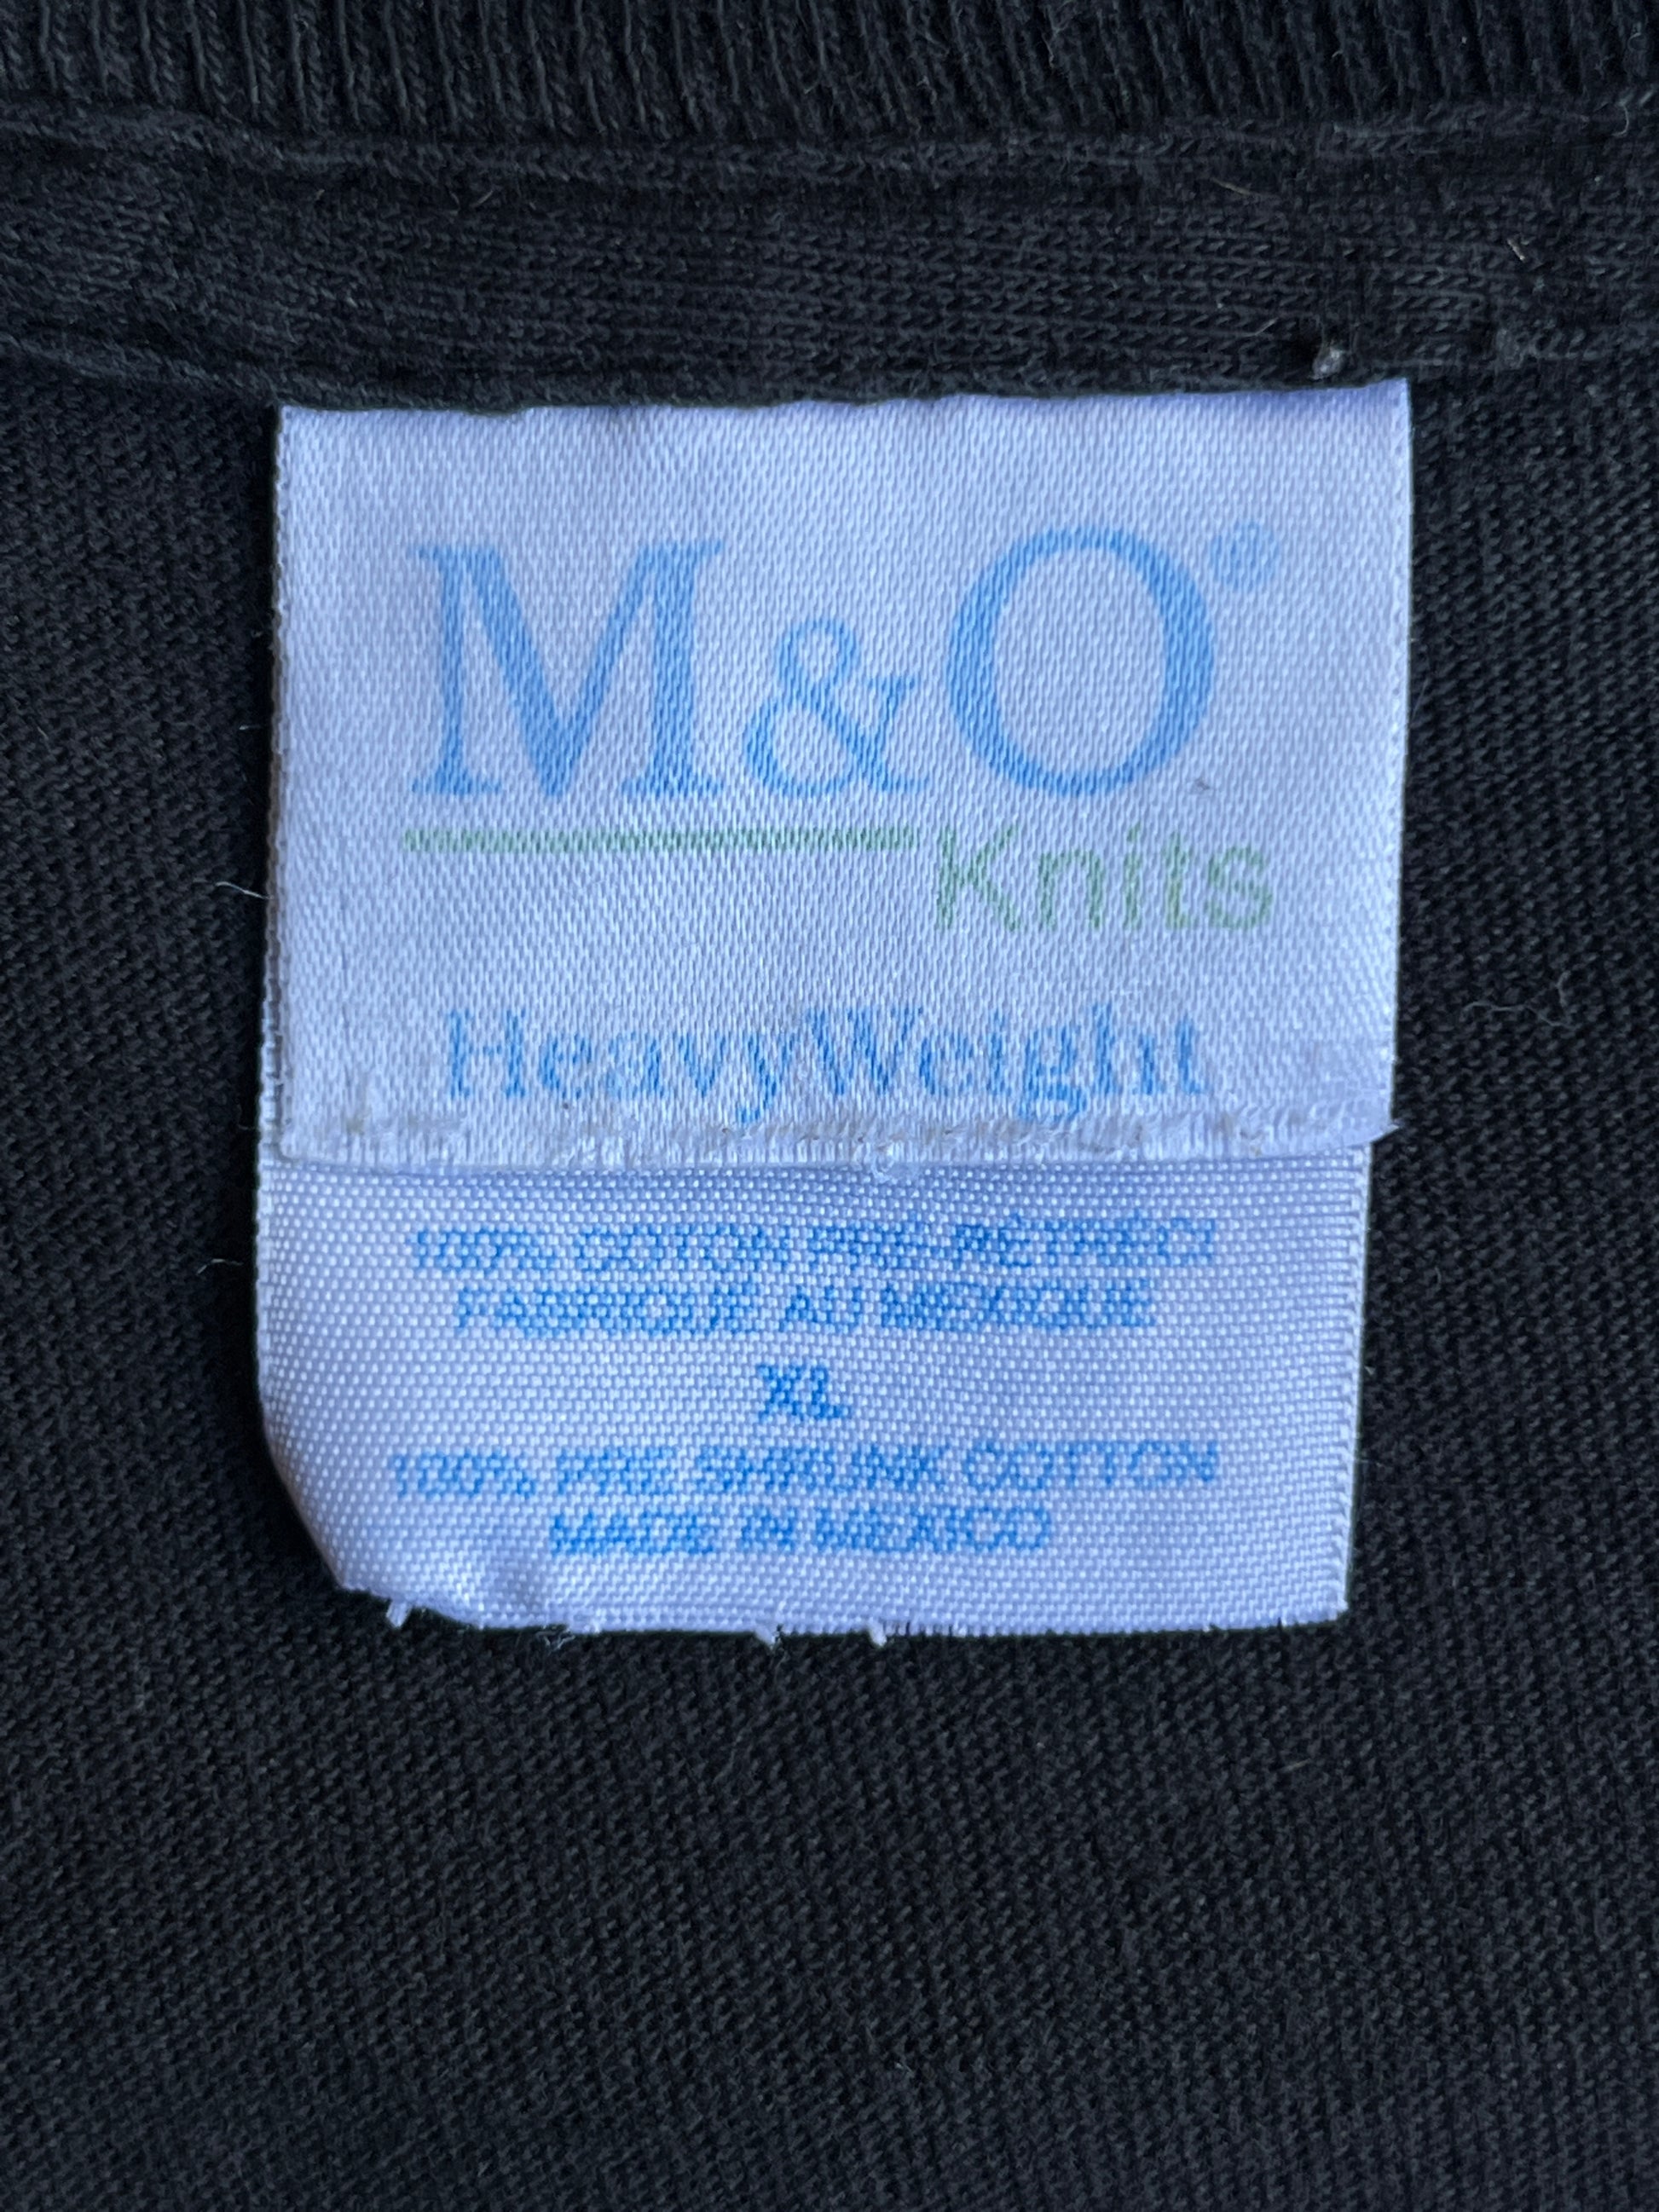 M&O®
Knits
HeavyWeight
100% COTON PRÉ-RÉTRÉCI
FABRIQUÉ AU MEXIQUE
XL
100% PRE-SHRUNK COTTON
MADE IN MEXICO